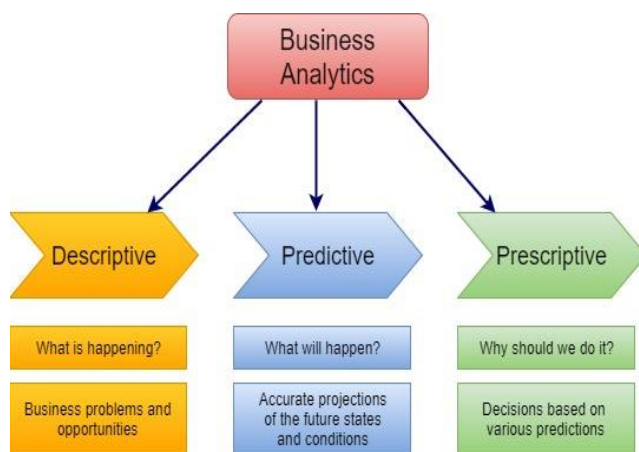 Business
Analytics
Descriptive
Predictive
Prescriptive
What is happening?
What will happen?
Why should we do it?
Business problems and
opportunities
Accurate projections
of the future states
and conditions
Decisions based on
various predictions